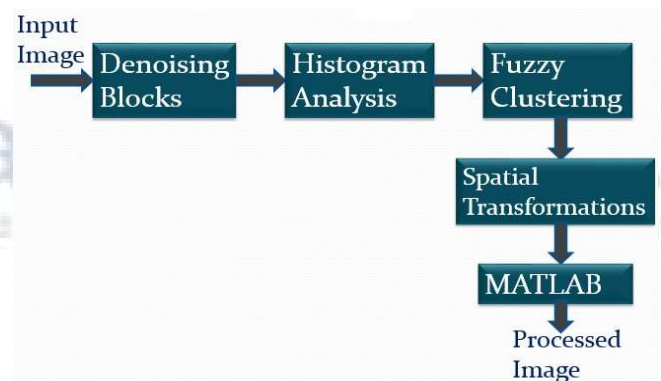 Input
Image
Denoising
Blocks
Histogram
Analysis
Fuzzy
Clustering
Spatial
Transformations
MATLAB
Processed
Image